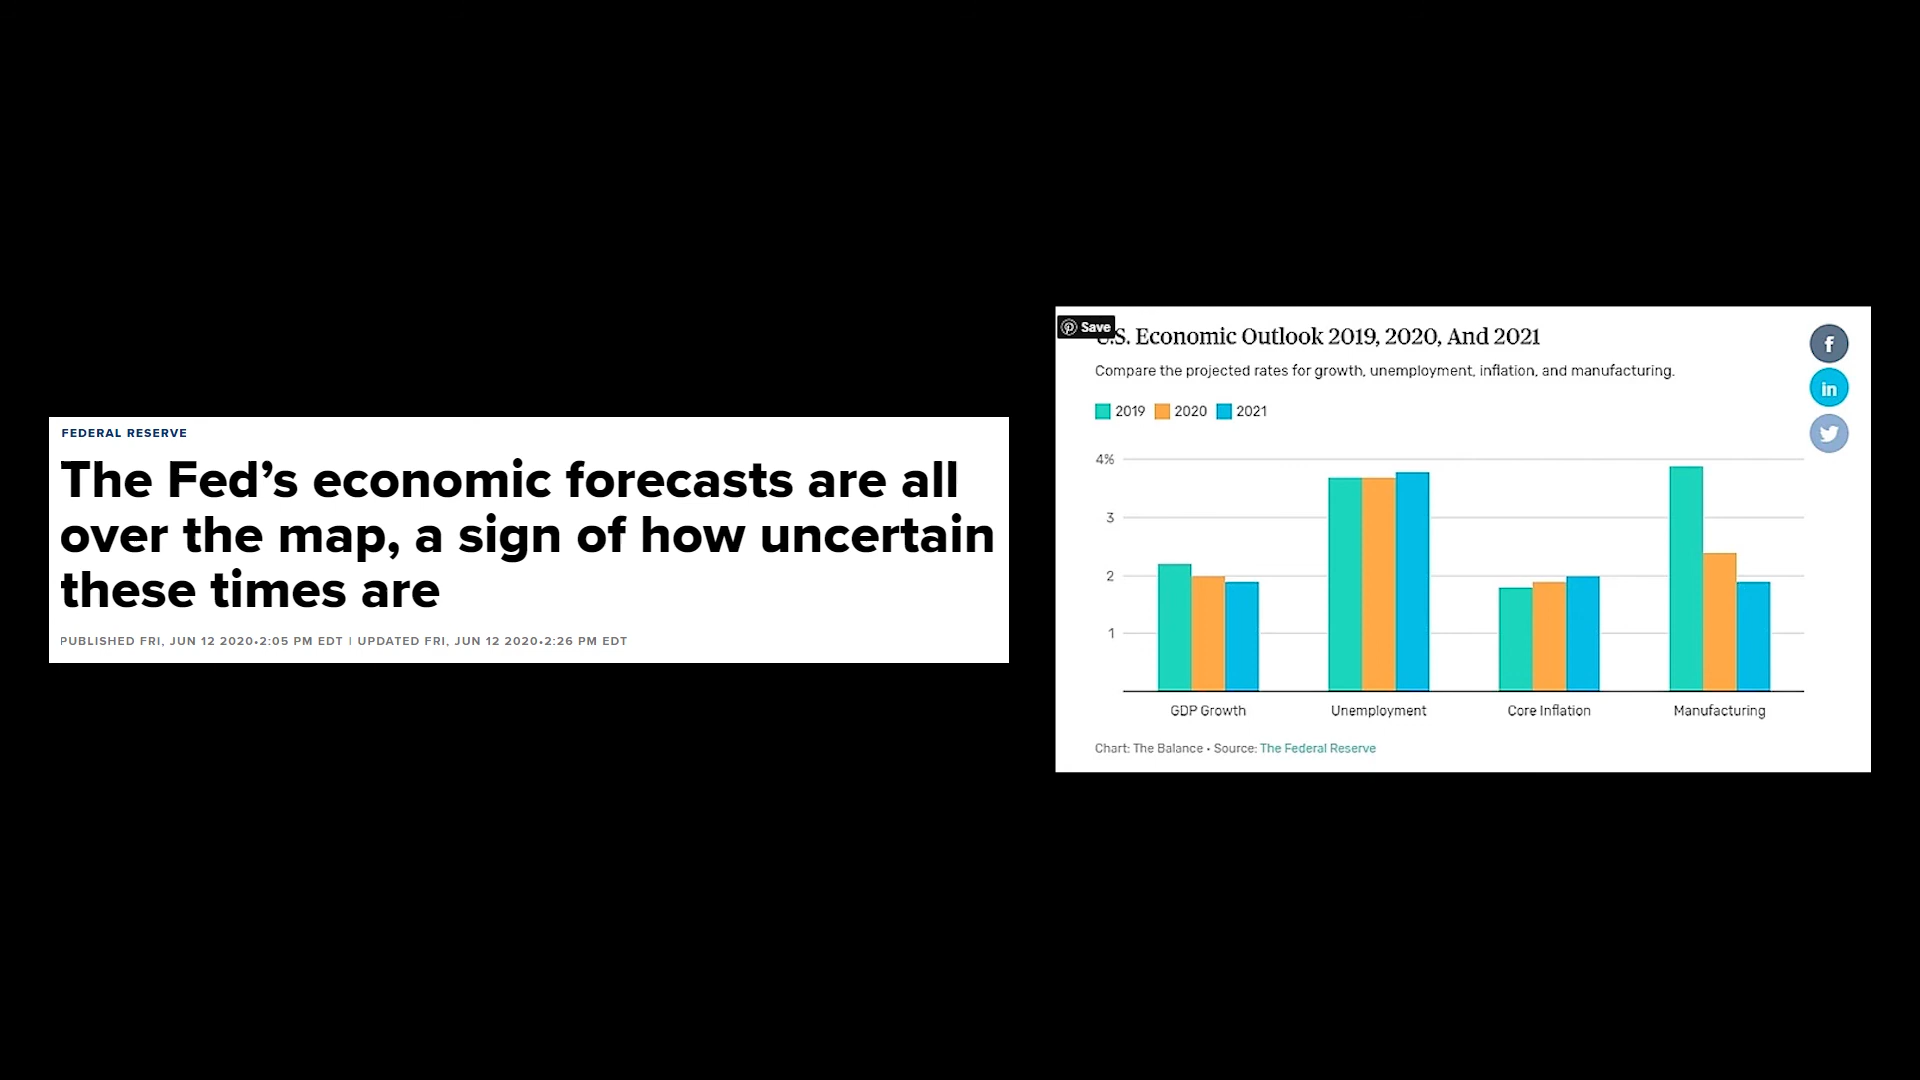 FEDERAL RESERVE
The Fed’s economic forecasts are all
over the map, a sign of how uncertain
these times are
PUBLISHED FRI, JUN 12 2020•2:05 PM EDT | UPDATED FRI, JUN 12 2020•2:26 PM EDT
Save
U.S. Economic Outlook 2019, 2020, And 2021
Compare the projected rates for growth, unemployment, inflation, and manufacturing.
2019 2020 2021
4%
3
2
1
GDP Growth Unemployment Core Inflation Manufacturing
Chart: The Balance • Source: The Federal Reserve
f
in